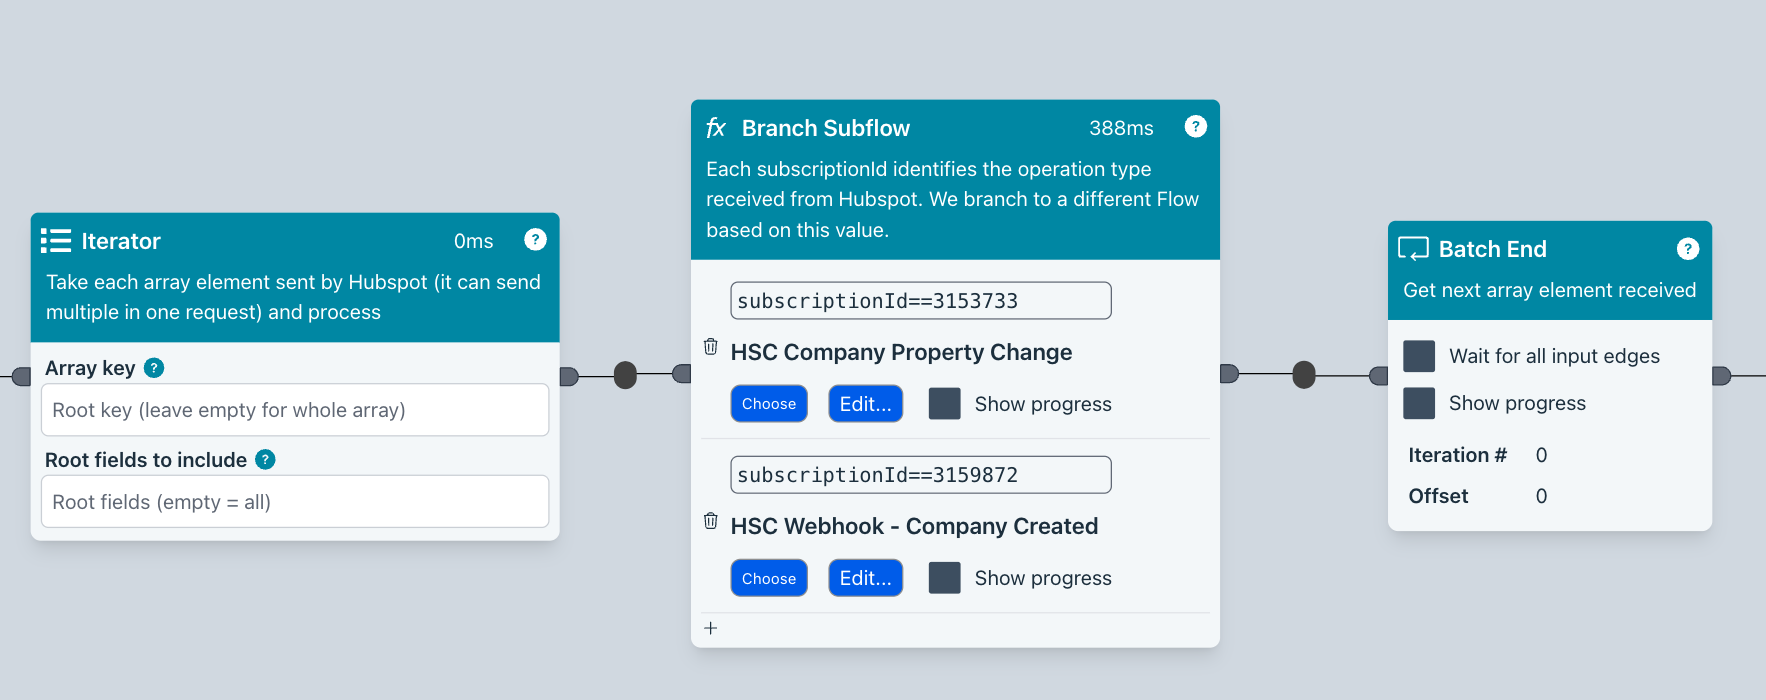 Iterator 0ms ?
Take each array element sent by Hubspot (it can send
multiple in one request) and process
Array key ?
Root key (leave empty for whole array)
Root fields to include ?
Root fields (empty = all)
fx Branch Subflow 388ms ?
Each subscriptionId identifies the operation type
received from Hubspot. We branch to a different Flow
based on this value.
subscriptionId==3153733
HSC Company Property Change
Choose Edit... Show progress
subscriptionId==3159872
HSC Webhook - Company Created
Choose Edit... Show progress
+
Batch End ?
Get next array element received
Wait for all input edges
Show progress
Iteration # 0
Offset 0